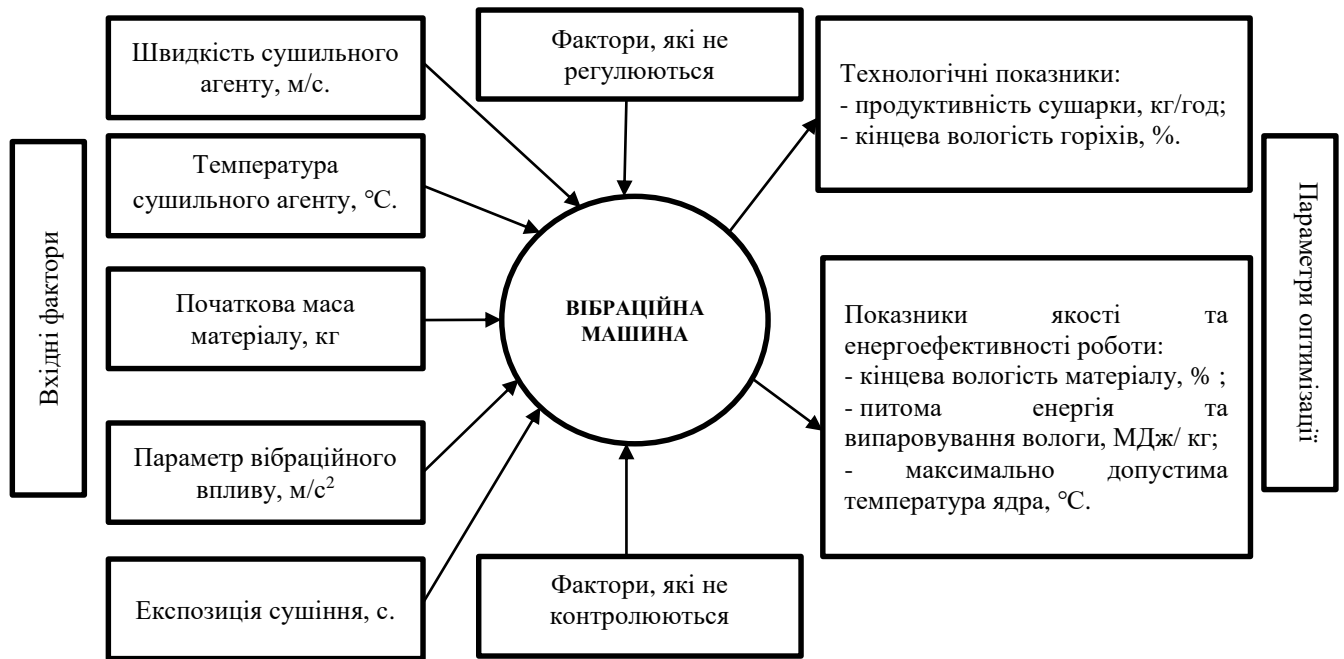 Вхідні фактори
Швидкість сушильного
агенту, м/с.
Температура
сушильного агенту, °С.
Початкова маса
матеріалу, кг
Параметр вібраційного
впливу, м/с²
Експозиція сушіння, с.
Фактори, які не
регулюються
ВІБРАЦІЙНА
МАШИНА
Фактори, які не
контролюються
Технологічні показники:
- продуктивність сушарки, кг/год;
- кінцева вологість горіхів, %.
Показники якості та
енергоефективності роботи:
- кінцева вологість матеріалу, % ;
- питома енергія та
випаровування вологи, МДж/ кг;
- максимально допустима
температура ядра, °С.
Параметри оптимізації